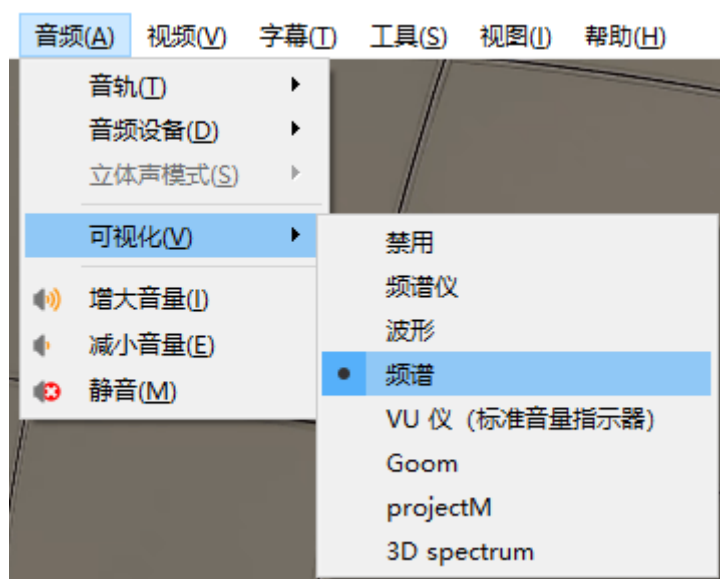 音频(A) 视频(V) 字幕(T) 工具(S) 视图(I) 帮助(H)
音轨(T)
音频设备(D)
立体声模式(S)
可视化(V)
增大音量(I)
减小音量(E)
静音(M)
禁用
频谱仪
波形
频谱
VU 仪 (标准音量指示器)
Goom
projectM
3D spectrum